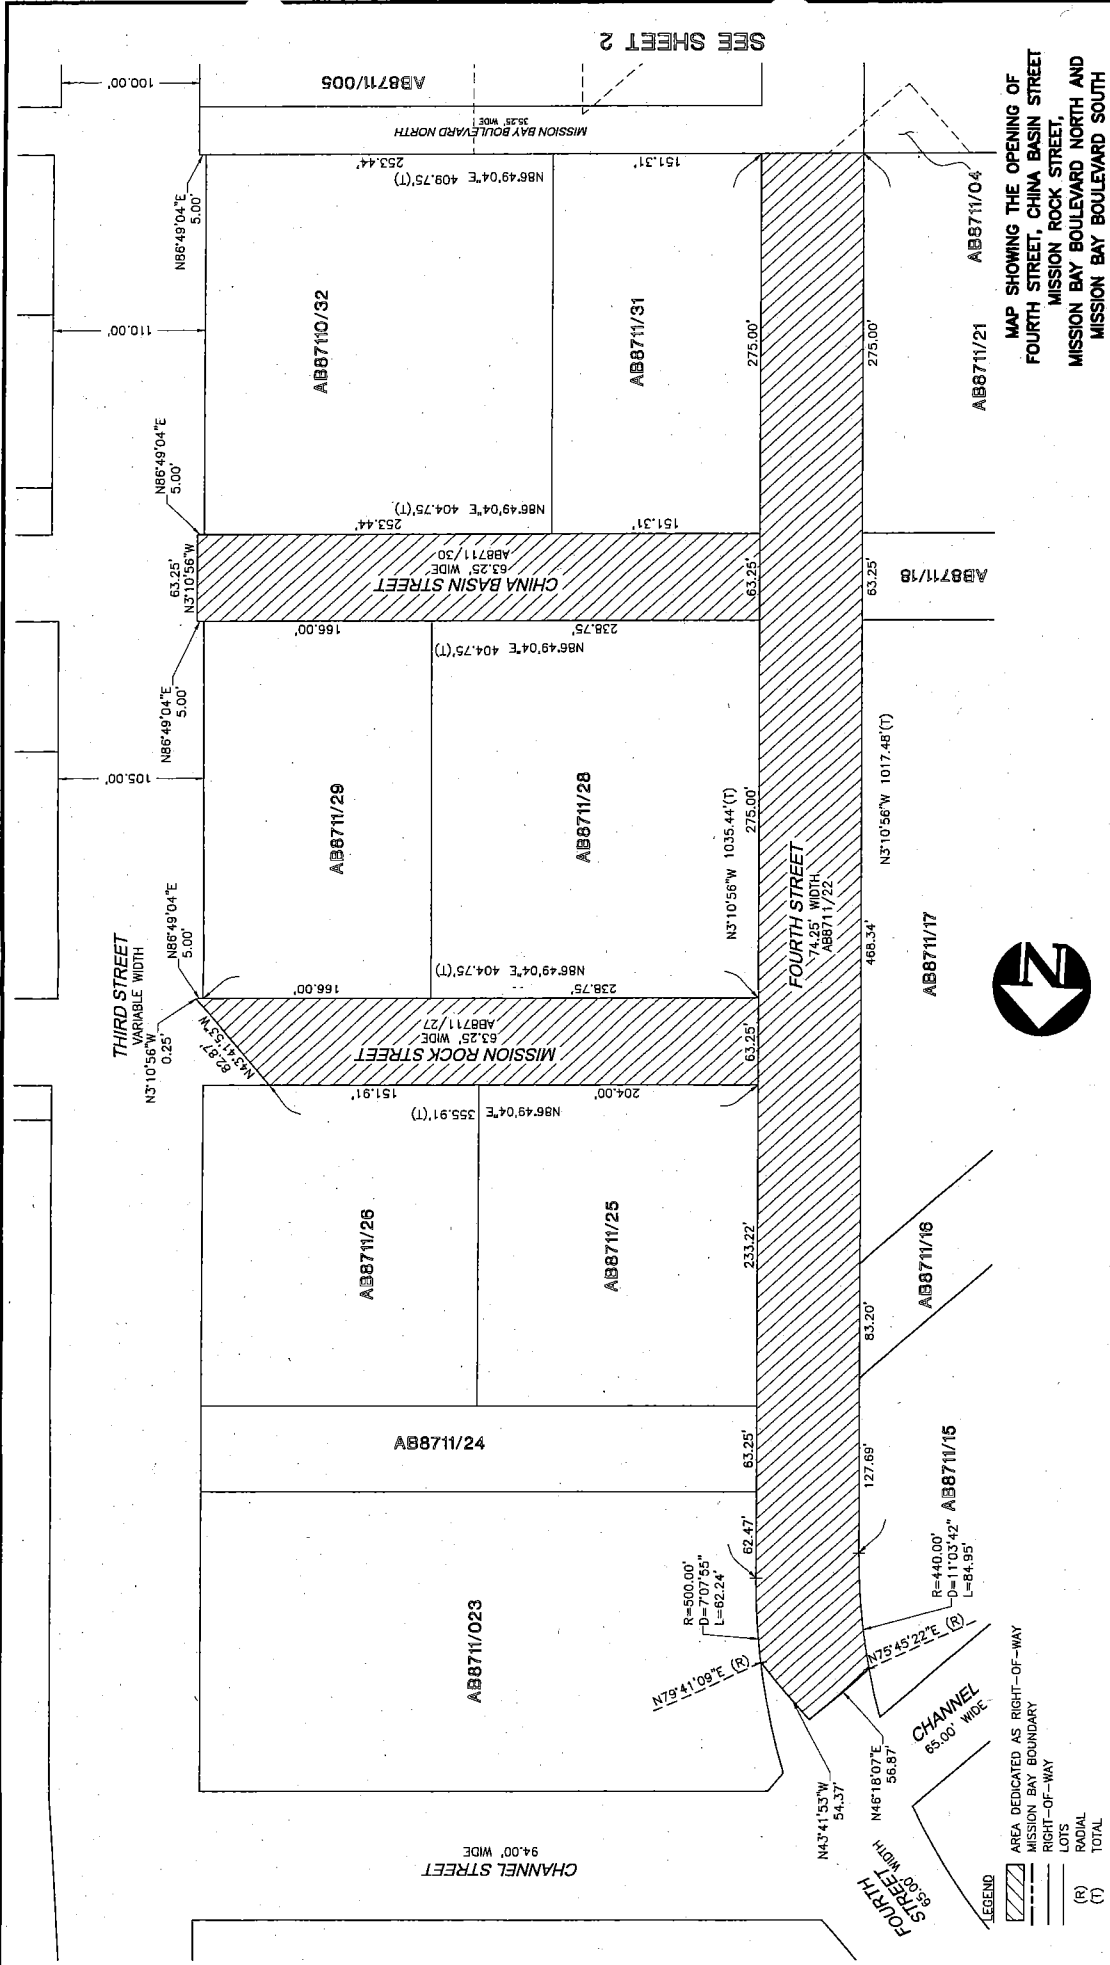 SEE SHEET 2
100.00'
AB8711/005
MISSION BAY BOULEVARD NORTH
35.25' WIDE
N86°49'04"E
5.00'
253.44'
N86°49'04"E 409.75'(T)
151.31'
110.00'
AB87110/32
AB8711/31
275.00'
275.00'
AB8711/04
AB8711/21
MAP SHOWING THE OPENING OF
FOURTH STREET, CHINA BASIN STREET
MISSION ROCK STREET,
MISSION BAY BOULEVARD NORTH AND
MISSION BAY BOULEVARD SOUTH
N86°49'04"E
5.00'
253.44'
N86°49'04"E 404.75'(T)
151.31'
63.25'
N3°10'56"W
CHINA BASIN STREET
63.25' WIDE
AB8711/30
63.25'
63.25'
AB8711/18
N86°49'04"E
5.00'
166.00'
N86°49'04"E 404.75'(T)
238.75'
105.00'
AB8711/29
AB8711/28
N3°10'56"W 1035.44'(T)
275.00'
FOURTH STREET
74.25' WIDTH
AB8711/22
N3°10'56"W 1017.48'(T)
468.34'
AB8711/17
N
THIRD STREET
VARIABLE WIDTH
N3°10'56"W
0.25'
N86°49'04"E
5.00'
N43°41'53"W
82.87'
166.00'
N86°49'04"E 404.75'(T)
238.75'
MISSION ROCK STREET
63.25' WIDE
AB8711/27
63.25'
151.91'
N86°49'04"E 355.91'(T)
204.00'
AB8711/26
AB8711/25
233.22'
83.20'
AB8711/16
AB8711/24
63.25'
127.69'
AB8711/15
62.47'
AB8711/023
R=500.00'
D=7°07'55"
L=62.24'
R=440.00'
D=11°03'42"
L=84.95'
N79°41'09"E (R)
N75°45'22"E (R)
N43°41'53"W
54.37'
N46°18'07"E
56.87'
CHANNEL
65.00' WIDE
CHANNEL STREET
94.00' WIDE
FOURTH
STREET
65.00' WIDTH
LEGEND
AREA DEDICATED AS RIGHT-OF-WAY
MISSION BAY BOUNDARY
RIGHT-OF-WAY
LOTS
(R) RADIAL
(T) TOTAL